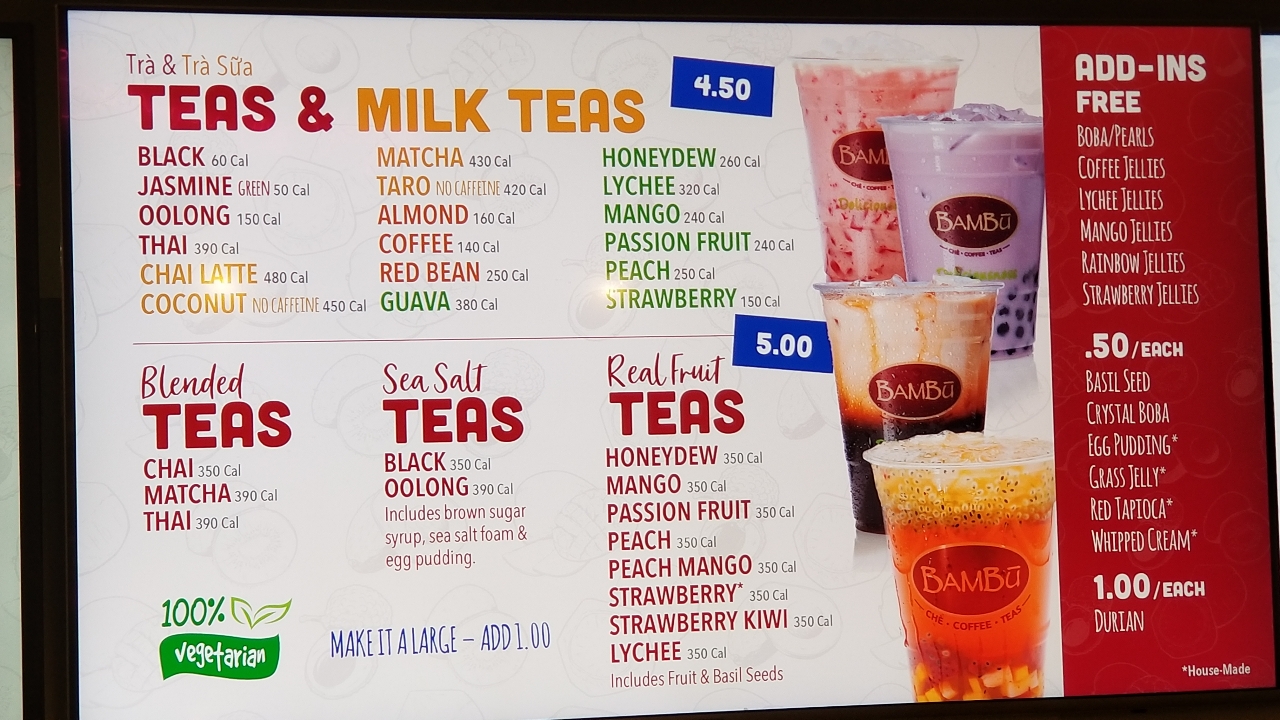 Trà & Trà Sữa
TEAS & MILK TEAS
4.50
BLACK 60 Cal
JASMINE GREEN 50 Cal
OOLONG 150 Cal
THAI 390 Cal
CHAI LATTE 480 Cal
COCONUT NO CAFFEINE 450 Cal
MATCHA 430 Cal
TARO NO CAFFEINE 420 Cal
ALMOND 160 Cal
COFFEE 140 Cal
RED BEAN 250 Cal
GUAVA 380 Cal
HONEYDEW 260 Cal
LYCHEE 320 Cal
MANGO 240 Cal
PASSION FRUIT 240 Cal
PEACH 250 Cal
STRAWBERRY 150 Cal
5.00
Blended
TEAS
CHAI 350 Cal
MATCHA 390 Cal
THAI 390 Cal
Sea Salt
TEAS
BLACK 350 Cal
OOLONG 390 Cal
Includes brown sugar
syrup, sea salt foam &
egg pudding.
Real Fruit
TEAS
HONEYDEW 350 Cal
MANGO 350 Cal
PASSION FRUIT 350 Cal
PEACH 350 Cal
PEACH MANGO 350 Cal
STRAWBERRY* 350 Cal
STRAWBERRY KIWI 350 Cal
LYCHEE 350 Cal
Includes Fruit & Basil Seeds
100%
vegetarian
MAKE IT A LARGE – ADD 1.00
BAM
BAMBŪ
CHÈ • COFFEE • TEAS
BAMBŪ
BAMBŪ
CHÈ • COFFEE • TEAS
ADD-INS
FREE
BOBA/PEARLS
COFFEE JELLIES
LYCHEE JELLIES
MANGO JELLIES
RAINBOW JELLIES
STRAWBERRY JELLIES
.50/EACH
BASIL SEED
CRYSTAL BOBA
EGG PUDDING*
GRASS JELLY*
RED TAPIOCA*
WHIPPED CREAM*
1.00/EACH
DURIAN
*House-Made